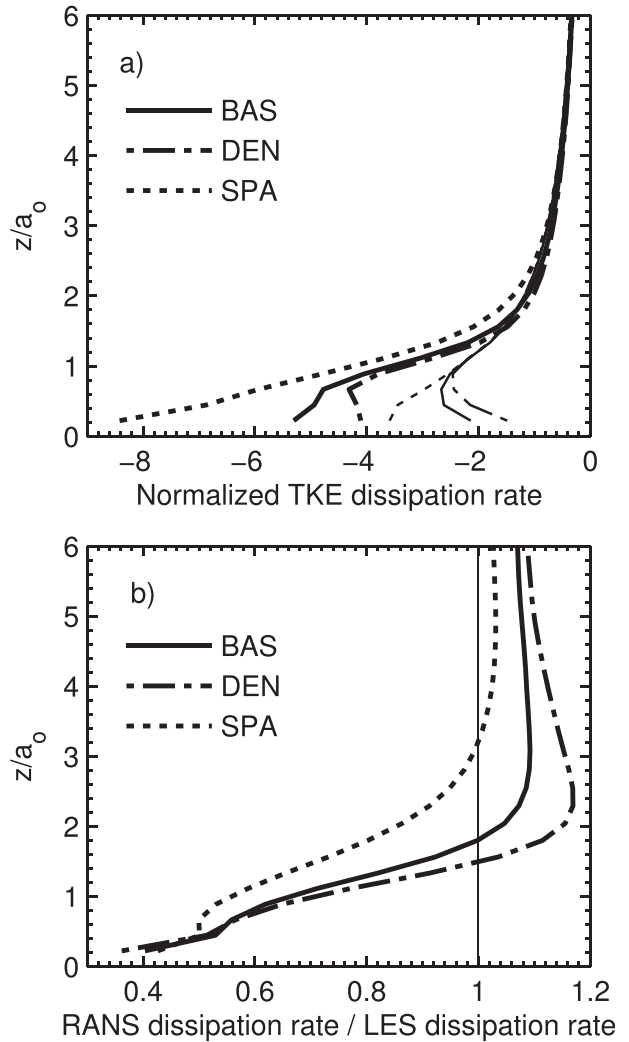 6
a)
5
BAS
4
DEN
SPA
3
z/a_o
2
1
0
−8 −6 −4 −2 0
Normalized TKE dissipation rate
6
b)
5
BAS
4
DEN
SPA
3
z/a_o
2
1
0
0.4 0.6 0.8 1 1.2
RANS dissipation rate / LES dissipation rate